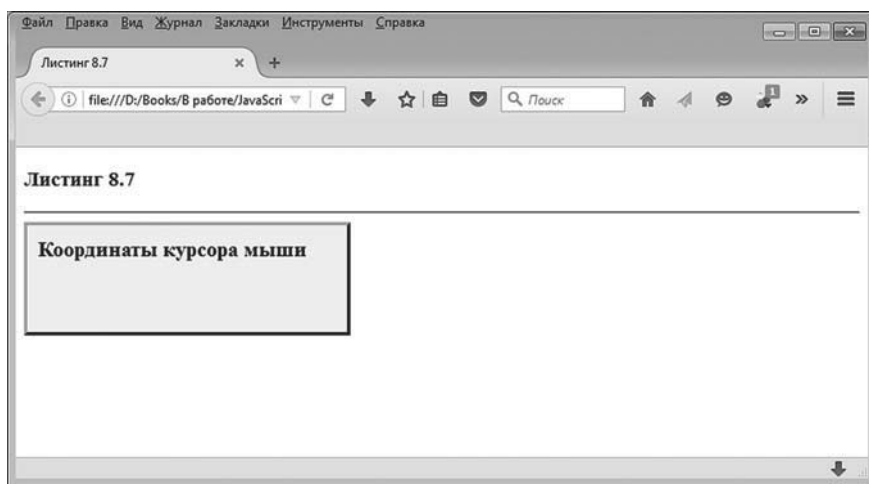 Файл Правка Вид Журнал Закладки Инструменты Справка
Листинг 8.7
file:///D:/Books/В работе/JavaScri
Поиск
1
Листинг 8.7
Координаты курсора мыши